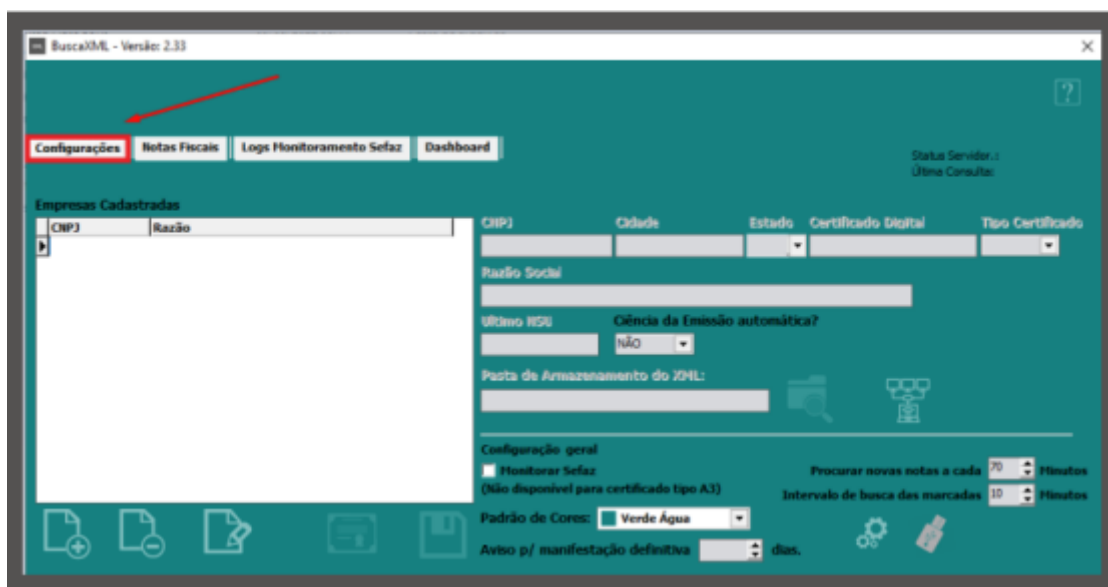 BuscaXML - Versão: 2.33
?
Configurações Notas Fiscais Logs Monitoramento Sefaz Dashboard
Status Servidor.:
Última Consulta:
Empresas Cadastradas
CNPJ Razão
CNPJ Cidade Estado Certificado Digital Tipo Certificado
Razão Social
Ultimo NSU Ciência da Emissão automática?
NÃO
Pasta de Armazenamento do XML:
Configuração geral
Monitorar Sefaz Procurar novas notas a cada 70 Minutos
(Não disponível para certificado tipo A3) Intervalo de busca das marcadas 10 Minutos
Padrão de Cores: Verde Água
Aviso p/ manifestação definitiva dias.